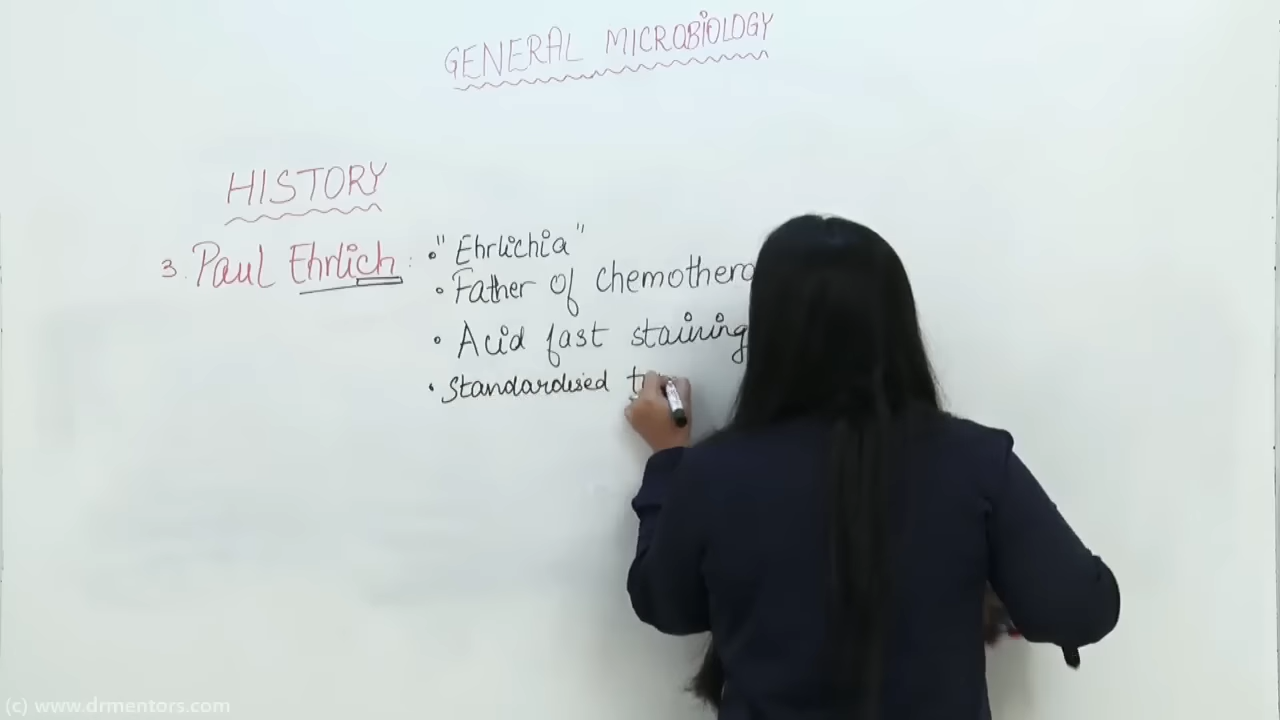 GENERAL MICROBIOLOGY
HISTORY
3. Paul Ehrlich :
• "Ehrlichia"
• Father of chemothera
• Acid fast staining
• Standardised
(c) www.drmentors.com